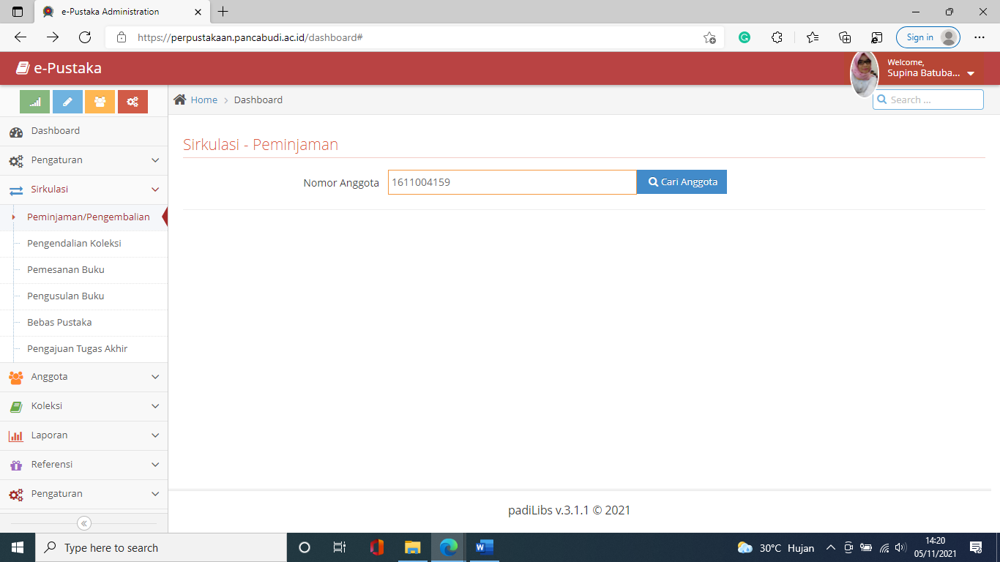 e-Pustaka Administration
https://perpustakaan.pancabudi.ac.id/dashboard#
Sign in
e-Pustaka
Welcome,
Supina Batuba...
Home
Dashboard
Search ...
Dashboard
Pengaturan
Sirkulasi
Peminjaman/Pengembalian
Pengendalian Koleksi
Pemesanan Buku
Pengusulan Buku
Bebas Pustaka
Pengajuan Tugas Akhir
Anggota
Koleksi
Laporan
Referensi
Pengaturan
Sirkulasi - Peminjaman
Nomor Anggota
1611004159
Cari Anggota
padiLibs v.3.1.1 © 2021
Type here to search
30°C Hujan
14:20
05/11/2021